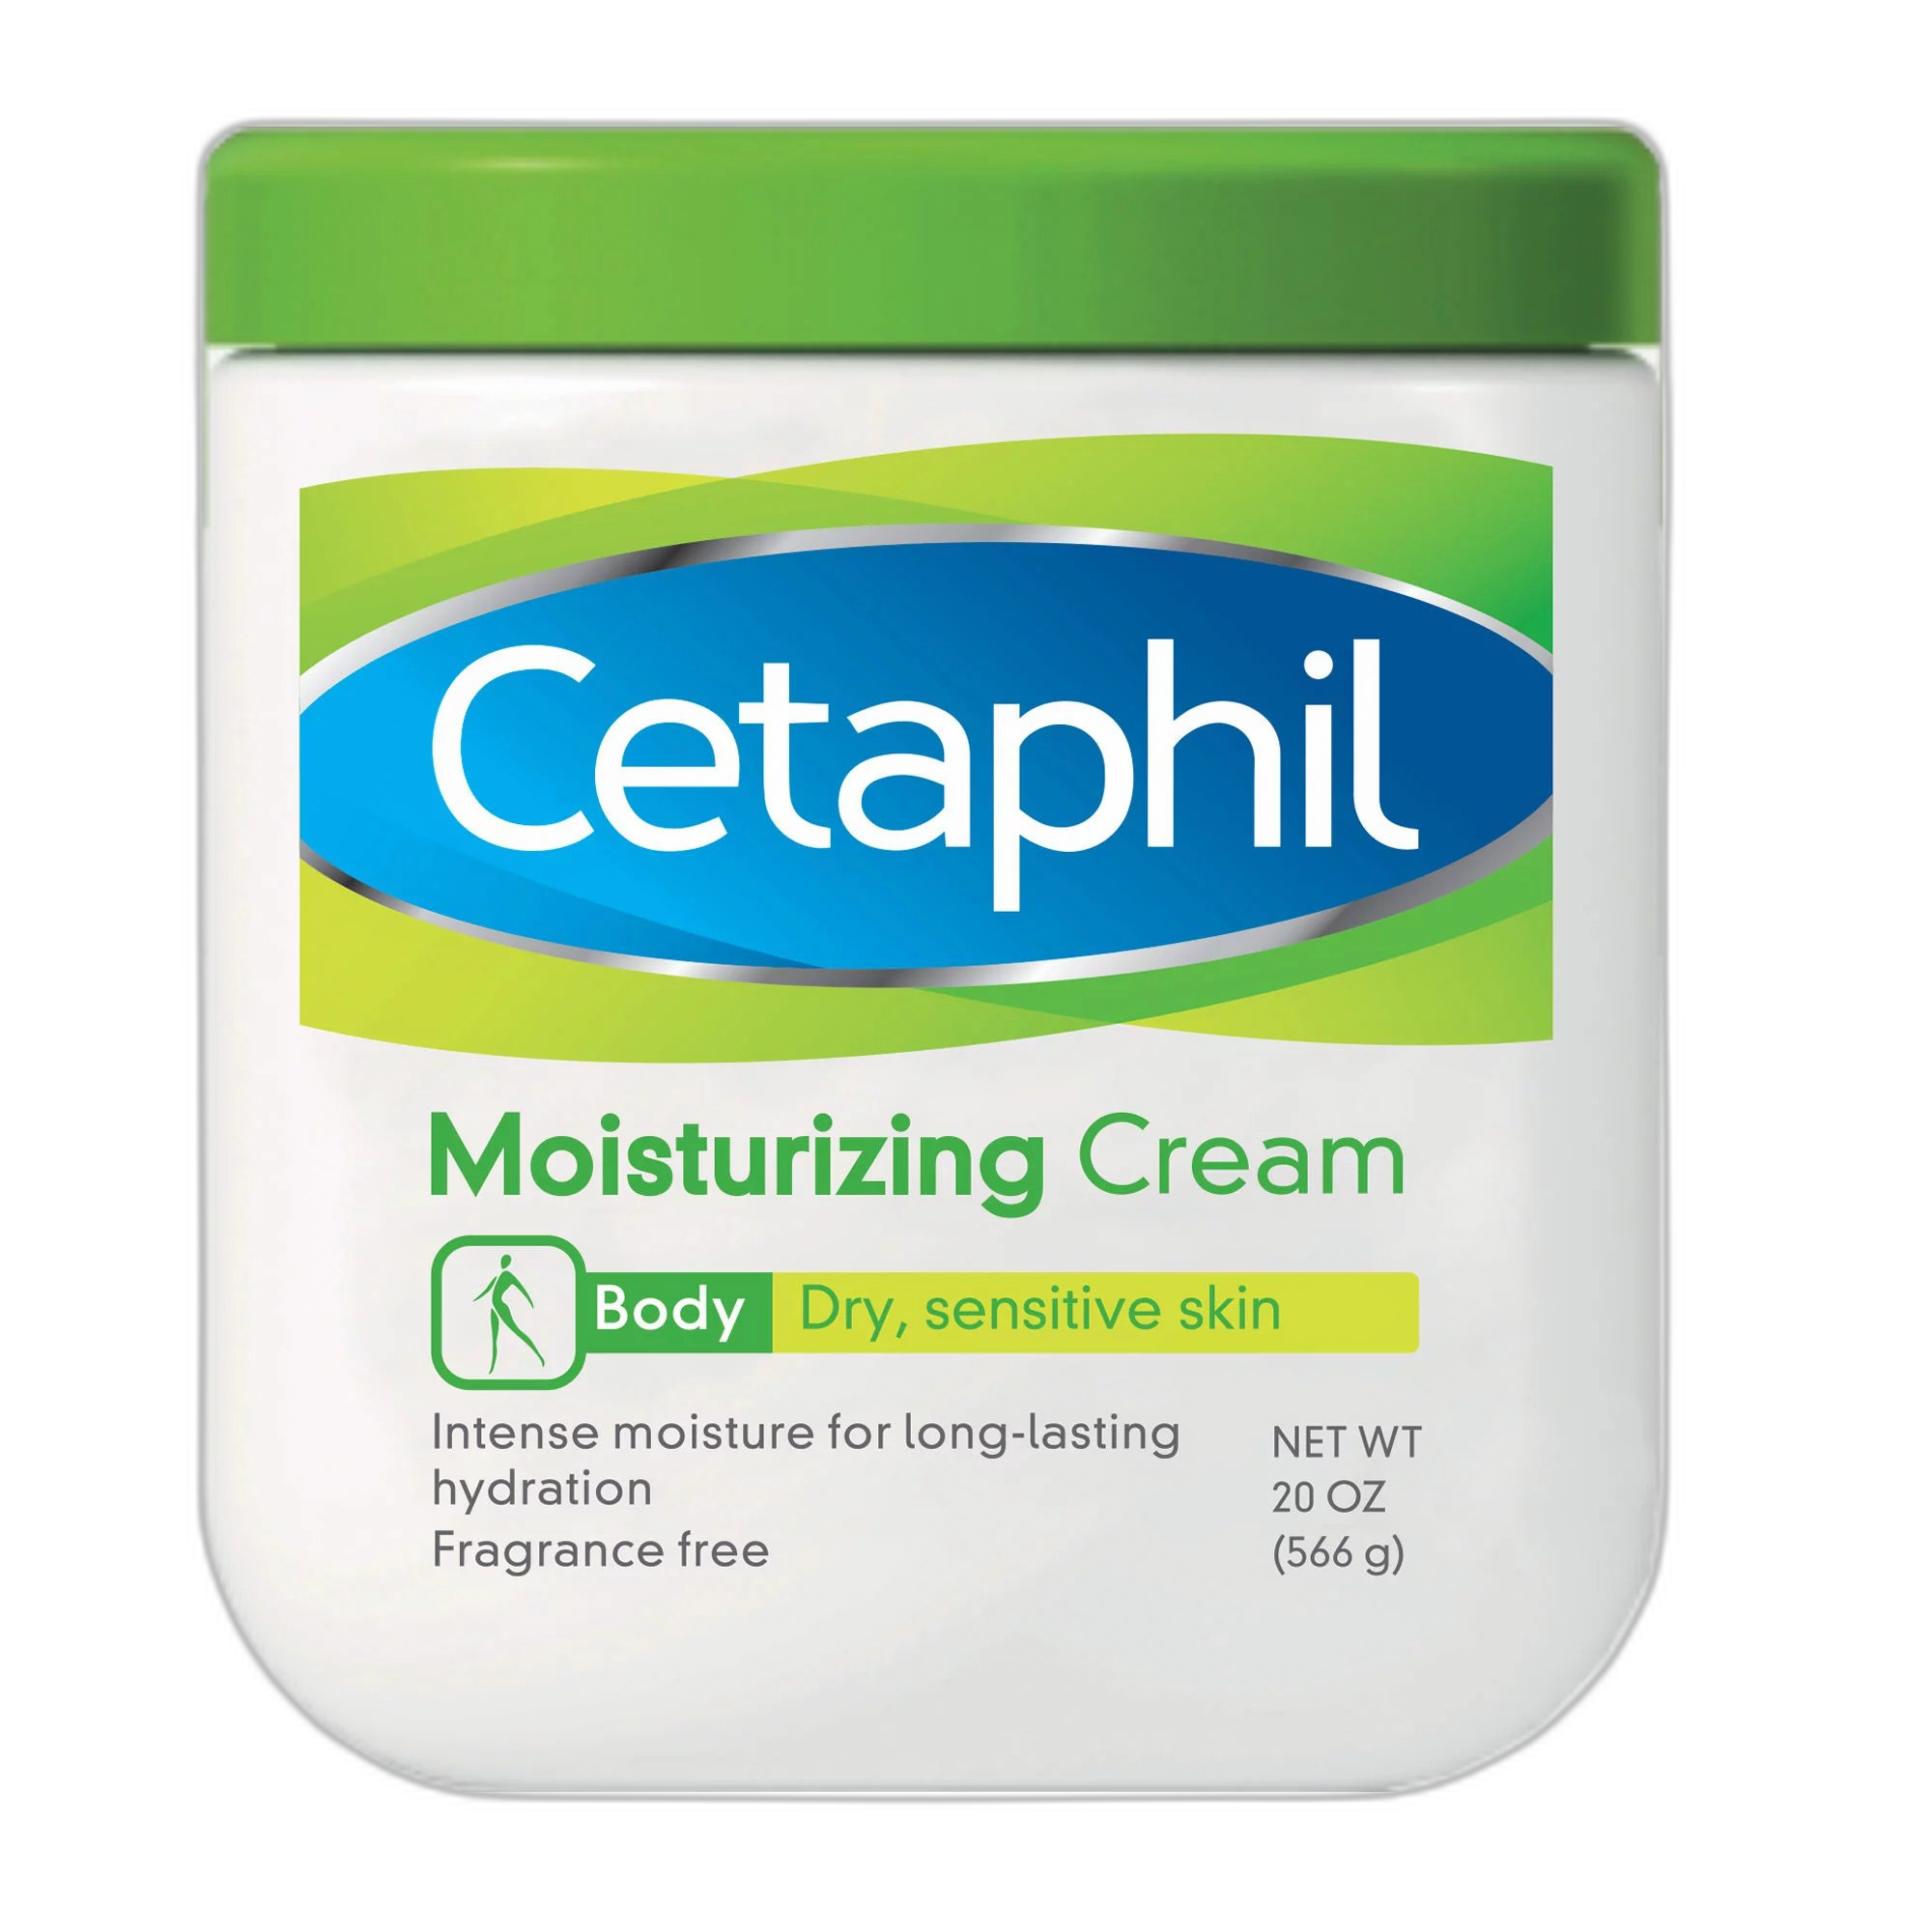 Cetaphil
Moisturizing Cream
Body Dry, sensitive skin
Intense moisture for long-lasting
hydration
Fragrance free
NET WT
20 OZ
(566 g)